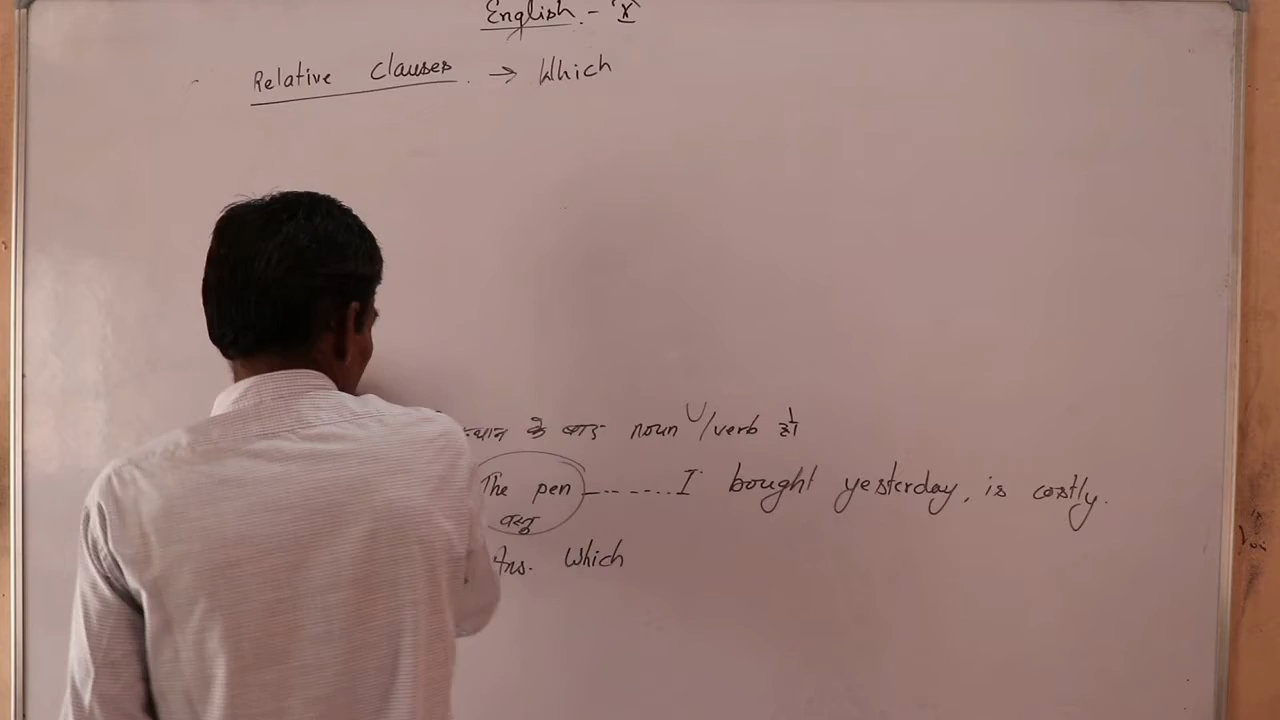 English - 'X'
Relative Clauses. → Which
के बाद noun / verb हो
The pen ........ I bought yesterday, is costly.
वस्तु
Ans. Which